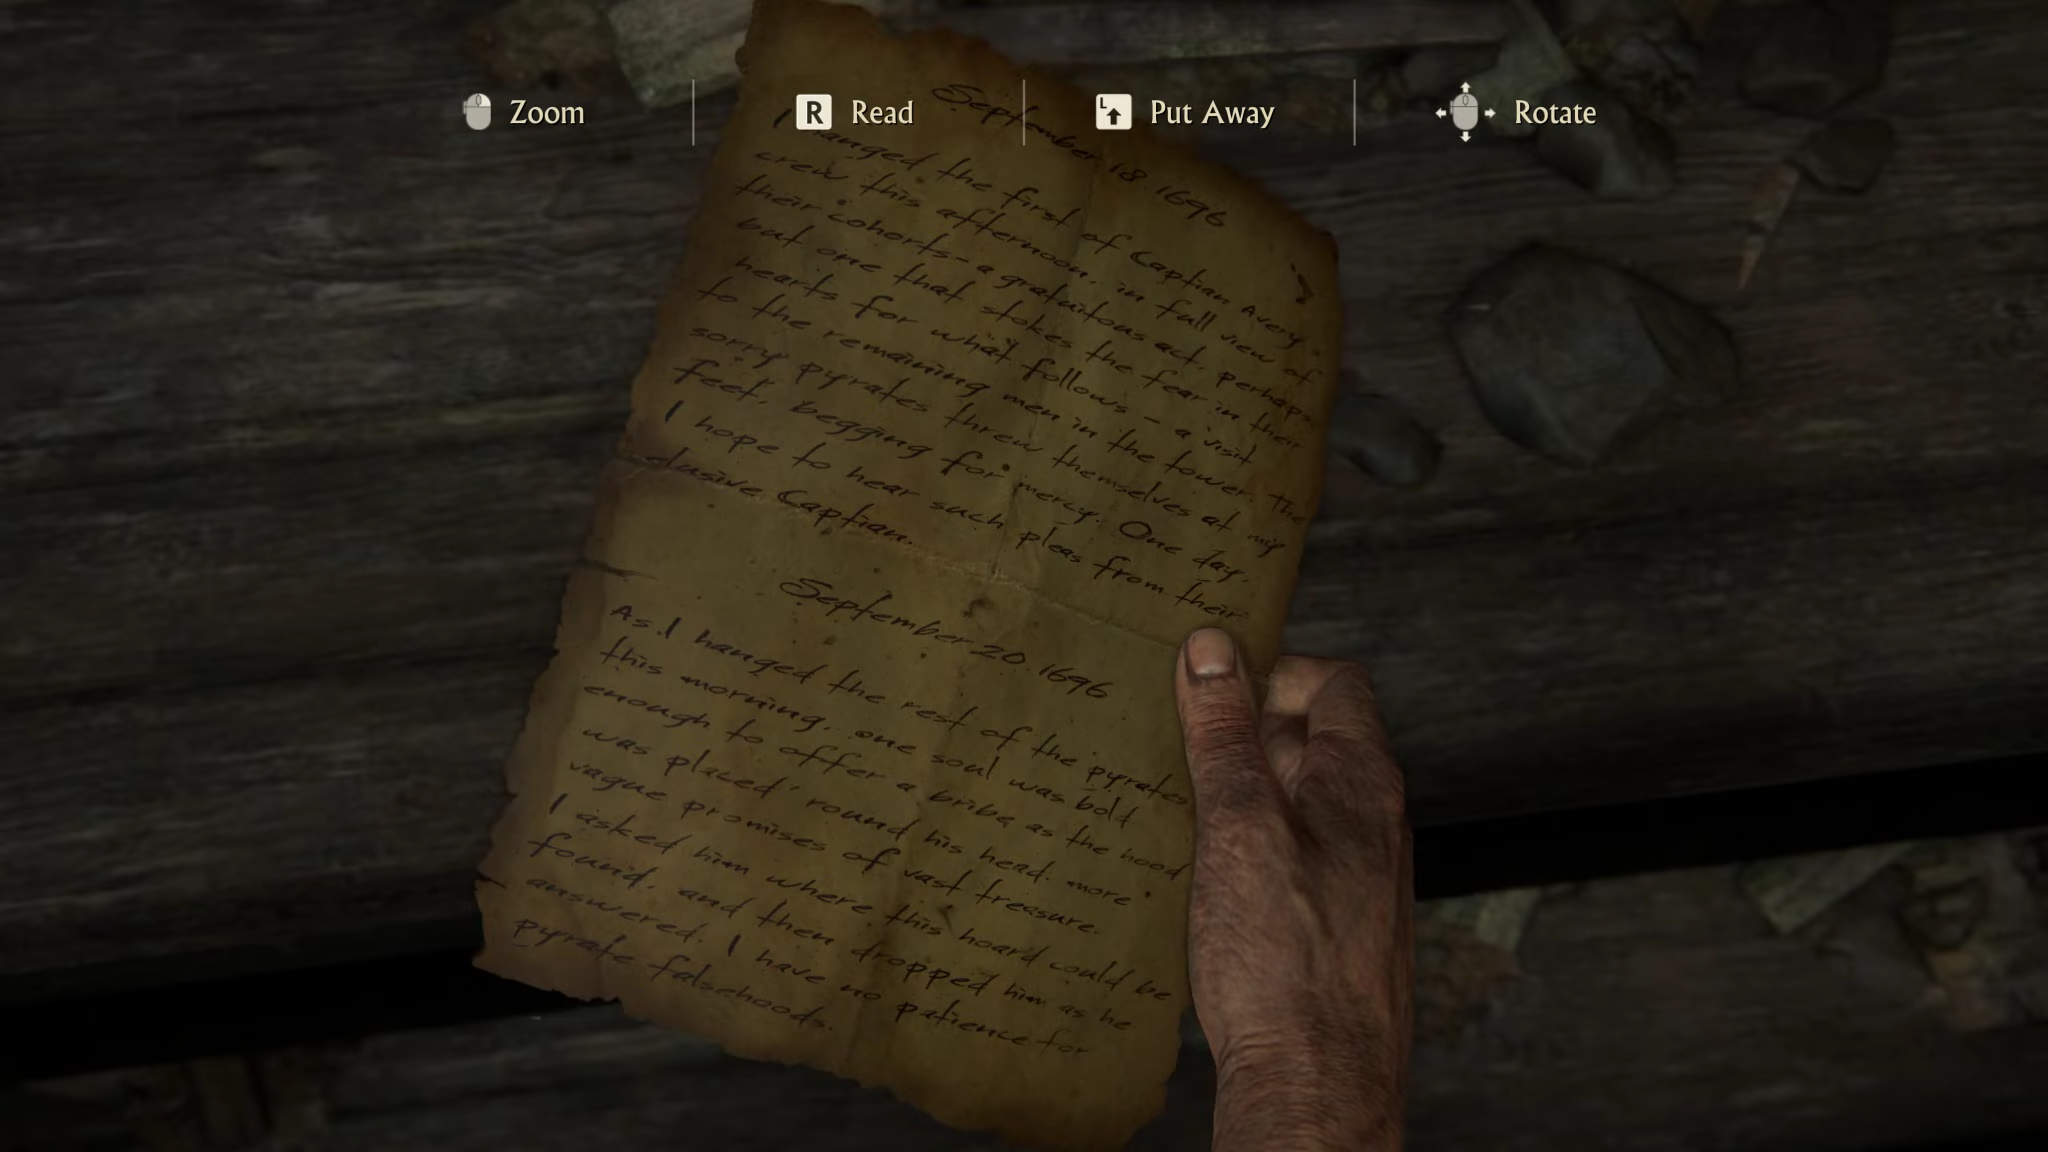 Zoom
R Read
L Put Away
Rotate
September 18 1696
I hanged the first of Captian Avery's
crew this afternoon, in full view of
their cohorts - a gratuitous act, perhaps,
but one that stokes the fear in their
hearts for what follows - a visit
to the remaining men in the tower. The
sorry pyrates threw themselves at my
feet, begging for mercy. One day,
I hope to hear such pleas from their
elusive Captian.
September 20 1696
As I hanged the rest of the pyrates
this morning, one soul was bold
enough to offer a bribe as the hood
was placed 'round his head. more
vague promises of vast treasure.
I asked him where this hoard could be
found, and then dropped him as he
answered. I have no patience for
pyrate falsehoods.